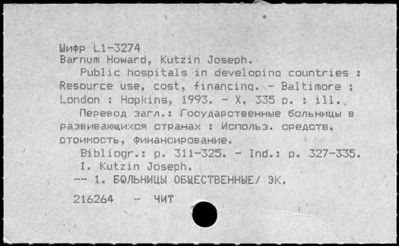 Шифр L1-3274
Barnum Howard, Kutzin Joseph.
Public hospitals in developing countries :
Resource use, cost, financing. - Baltimore ;
London : Hopkins, 1993. - X, 335 p. : ill.
Перевод загл.: Государственные больницы в
развивающихся странах : Использ. средств,
стоимость, финансирование.
Bibliogr.: p. 311-325. - Ind.: p. 327-335.
I. Kutzin Joseph.
-- 1. БОЛЬНИЦЫ ОБЩЕСТВЕННЫЕ/ ЭК.
216264 - ЧИТ